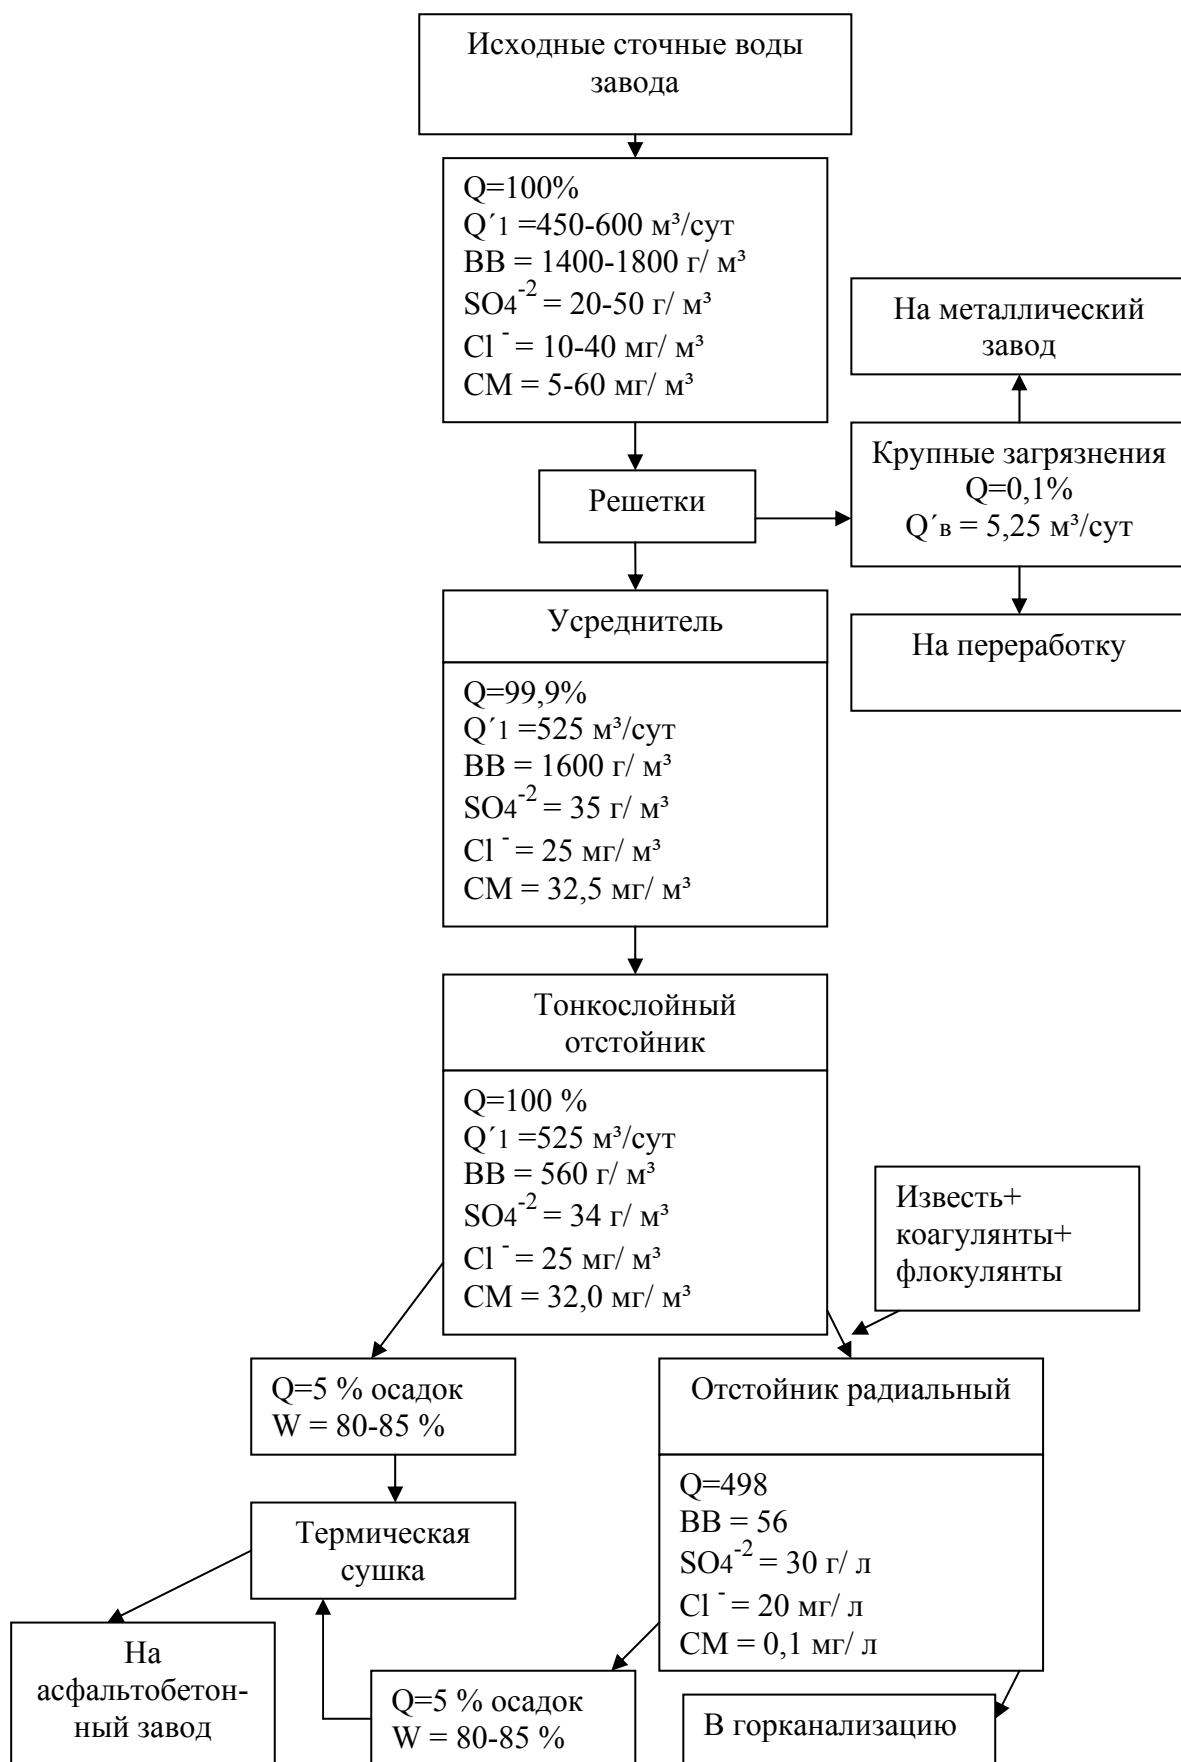 Исходные сточные воды
завода
Q=100%
Q´1 =450-600 м³/сут
ВВ = 1400-1800 г/ м³
SO4⁻² = 20-50 г/ м³
Cl ⁻ = 10-40 мг/ м³
СМ = 5-60 мг/ м³
На металлический
завод
Крупные загрязнения
Q=0,1%
Q´в = 5,25 м³/сут
Решетки
На переработку
Усреднитель
Q=99,9%
Q´1 =525 м³/сут
ВВ = 1600 г/ м³
SO4⁻² = 35 г/ м³
Cl ⁻ = 25 мг/ м³
СМ = 32,5 мг/ м³
Тонкослойный
отстойник
Q=100 %
Q´1 =525 м³/сут
ВВ = 560 г/ м³
SO4⁻² = 34 г/ м³
Cl ⁻ = 25 мг/ м³
СМ = 32,0 мг/ м³
Известь+
коагулянты+
флокулянты
Q=5 % осадок
W = 80-85 %
Отстойник радиальный
Q=498
ВВ = 56
SO4⁻² = 30 г/ л
Cl ⁻ = 20 мг/ л
СМ = 0,1 мг/ л
Термическая
сушка
На
асфальтобетон-
ный завод
Q=5 % осадок
W = 80-85 %
В горканализацию